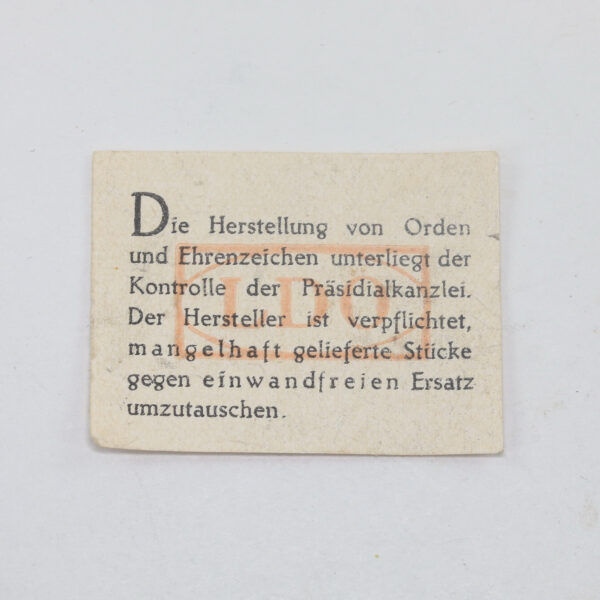 Die Herstellung von Orden
und Ehrenzeichen unterliegt der
Kontrolle der Präsidialkanzlei.
Der Hersteller ist verpflichtet,
mangelhaft gelieferte Stücke
gegen einwandfreien Ersatz
umzutauschen.
LDO